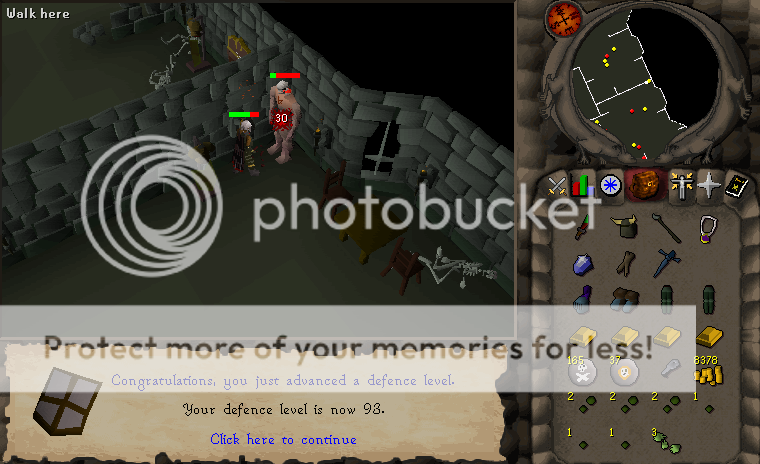 Walk here
30
photobucket
Protect more of your memories for less!
Congratulations, you just advanced a defence level.
Your defence level is now 93.
Click here to continue
165 37 8378
2 2 2 1
1 1 3